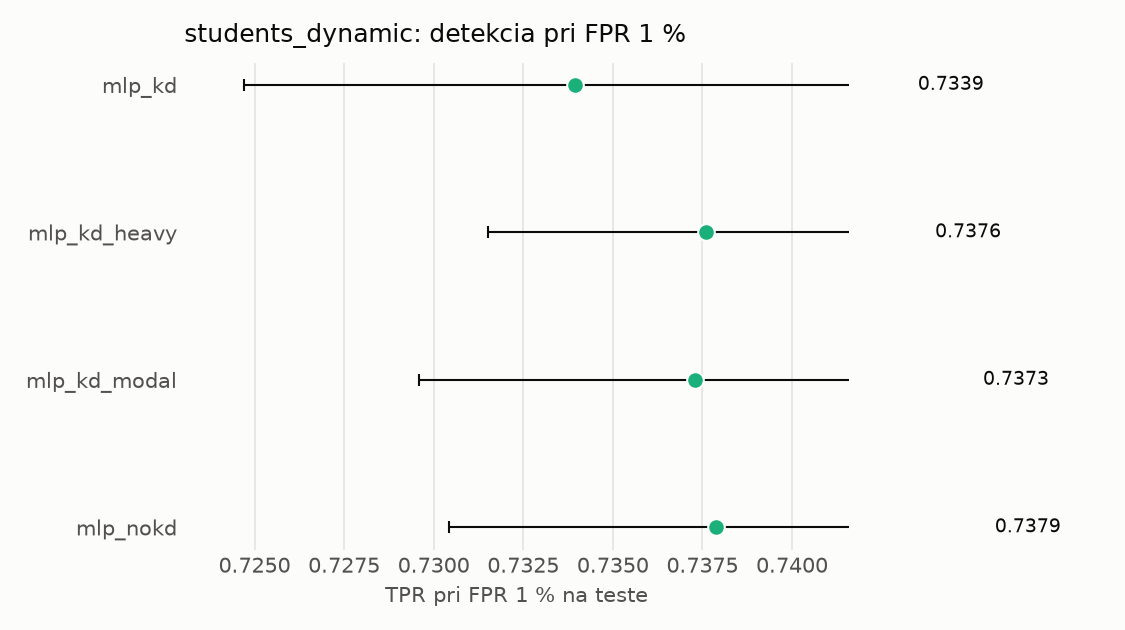 students_dynamic: detekcia pri FPR 1 %
mlp_kd
0.7339
mlp_kd_heavy
0.7376
mlp_kd_modal
0.7373
mlp_nokd
0.7379
0.7250 0.7275 0.7300 0.7325 0.7350 0.7375 0.7400
TPR pri FPR 1 % na teste